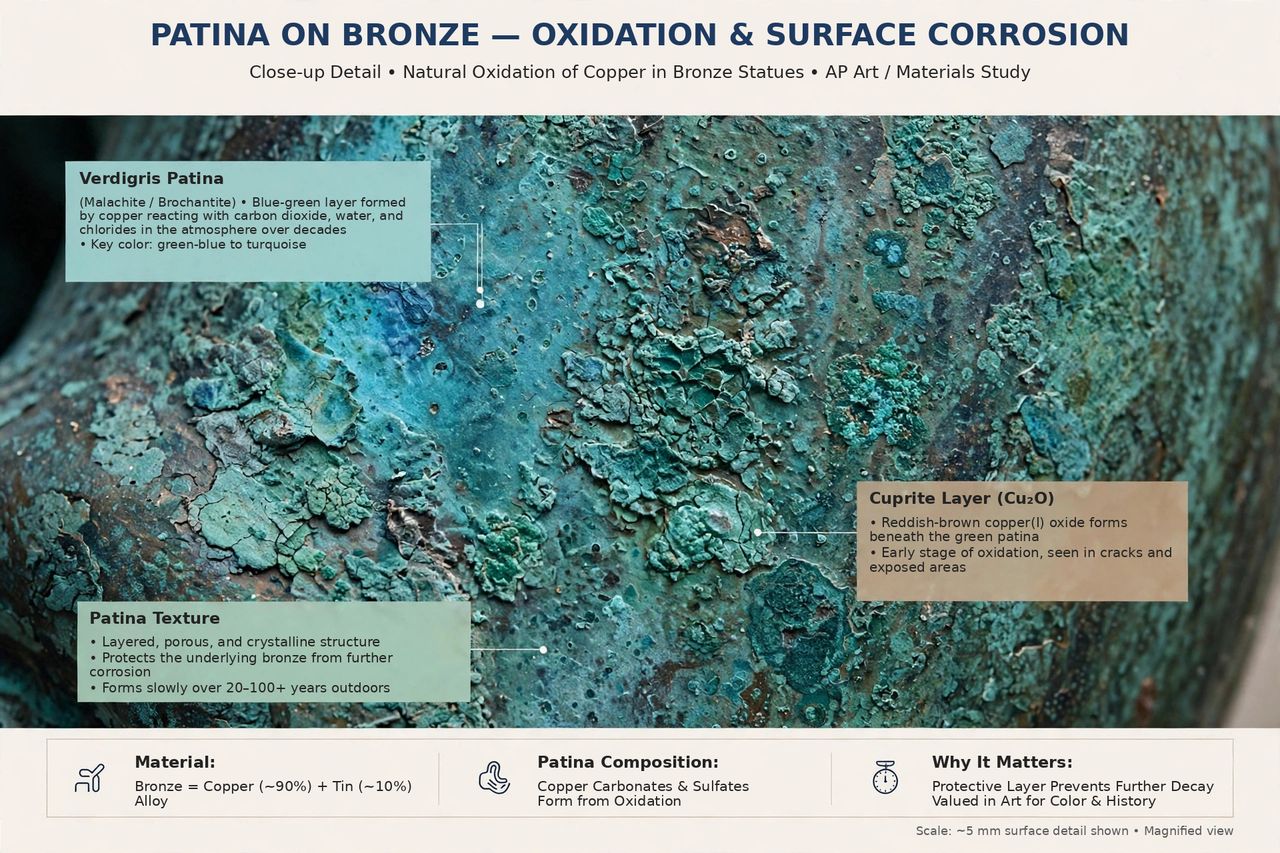 PATINA ON BRONZE — OXIDATION & SURFACE CORROSION
Close-up Detail • Natural Oxidation of Copper in Bronze Statues • AP Art / Materials Study
Verdigris Patina
(Malachite / Brochantite) • Blue-green layer formed
by copper reacting with carbon dioxide, water, and
chlorides in the atmosphere over decades
• Key color: green-blue to turquoise
Cuprite Layer (Cu₂O)
• Reddish-brown copper(I) oxide forms
beneath the green patina
• Early stage of oxidation, seen in cracks and
exposed areas
Patina Texture
• Layered, porous, and crystalline structure
• Protects the underlying bronze from further
corrosion
• Forms slowly over 20–100+ years outdoors
Material:
Bronze = Copper (~90%) + Tin (~10%)
Alloy
Patina Composition:
Copper Carbonates & Sulfates
Form from Oxidation
Why It Matters:
Protective Layer Prevents Further Decay
Valued in Art for Color & History
Scale: ~5 mm surface detail shown • Magnified view